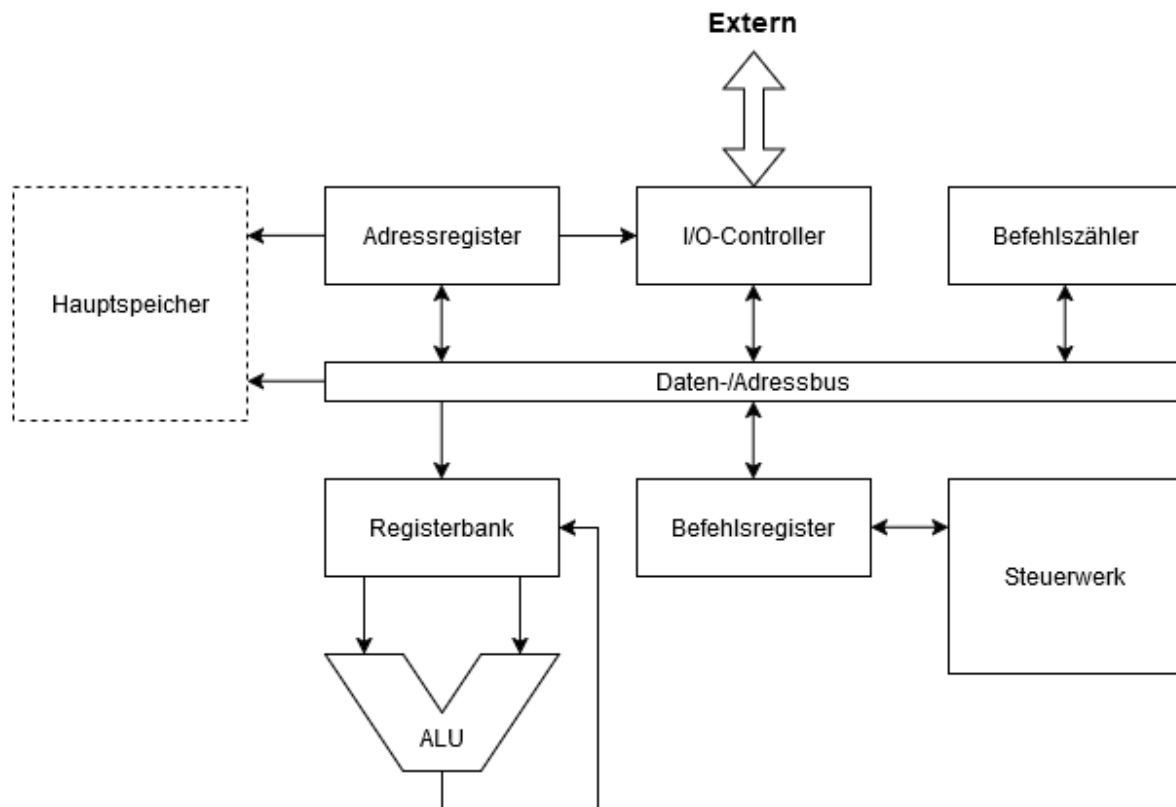 Extern
Adressregister
I/O-Controller
Befehlszähler
Hauptspeicher
Daten-/Adressbus
Registerbank
Befehlsregister
Steuerwerk
ALU